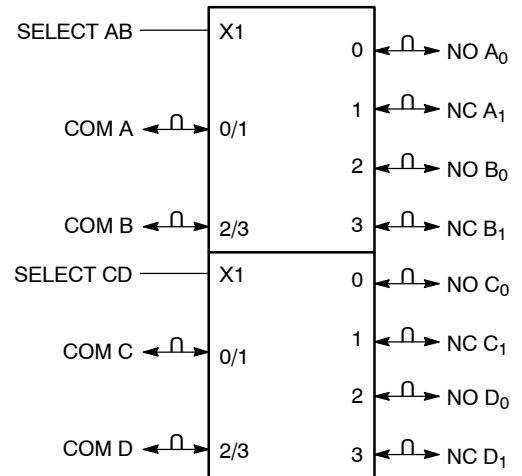 SELECT AB X1
0 NO A₀
1 NC A₁
COM A 0/1
2 NO B₀
COM B 2/3 3 NC B₁
SELECT CD X1 0 NO C₀
1 NC C₁
COM C 0/1
2 NO D₀
COM D 2/3 3 NC D₁